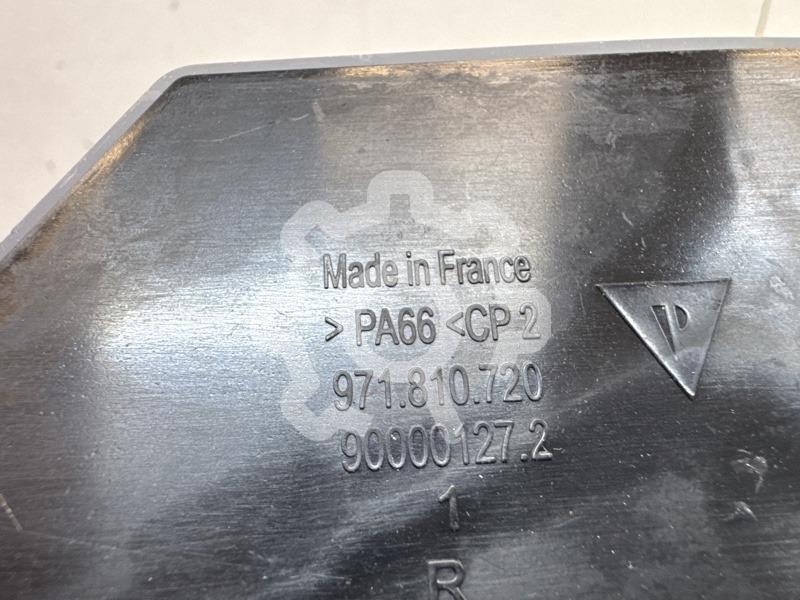 Made in France
> PA66 <CP 2
971.810.720
90000127.2
1
R
P